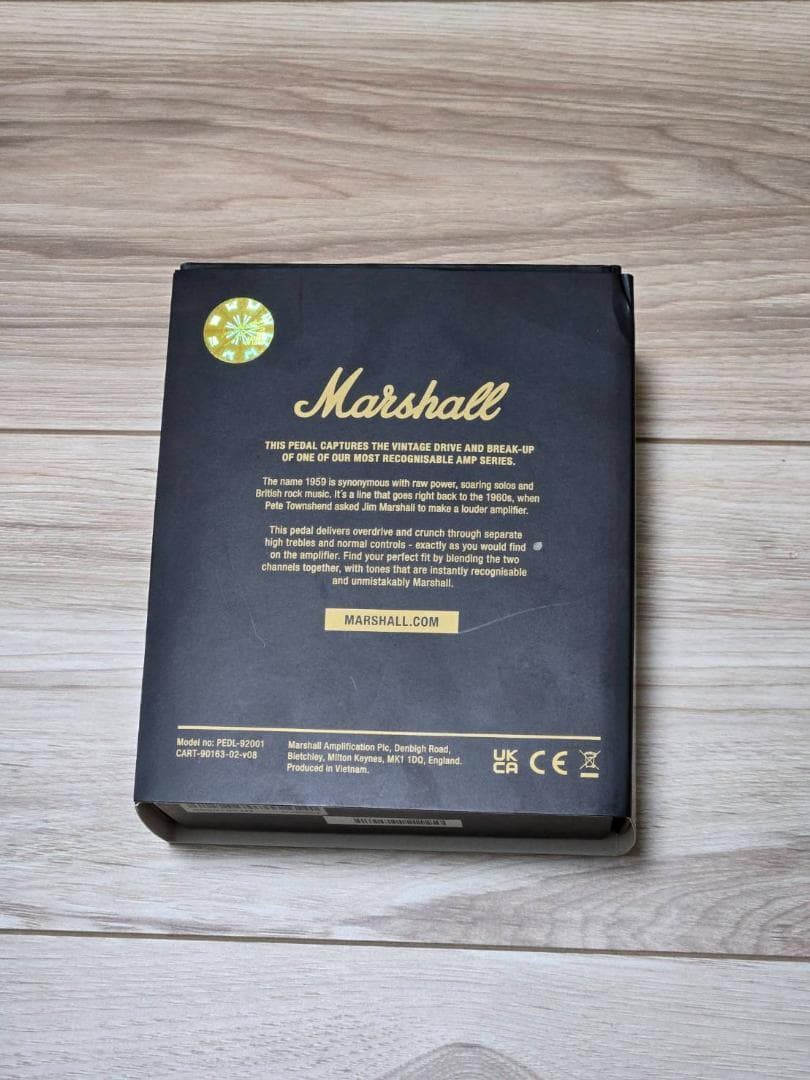 Marshall
THIS PEDAL CAPTURES THE VINTAGE DRIVE AND BREAK-UP
OF ONE OF OUR MOST RECOGNISABLE AMP SERIES.
The name 1959 is synonymous with raw power, soaring solos and
British rock music. It's a line that goes right back to the 1960s, when
Pete Townshend asked Jim Marshall to make a louder amplifier.
This pedal delivers overdrive and crunch through separate
high trebles and normal controls - exactly as you would find
on the amplifier. Find your perfect fit by blending the two
channels together, with tones that are instantly recognisable
and unmistakably Marshall.
MARSHALL.COM
Model no: PEDL-92001
CART-90163-02-v08
Marshall Amplification Plc, Denbigh Road,
Bletchley, Milton Keynes, MK1 1DQ, England.
Produced in Vietnam.
UK
CA
CE